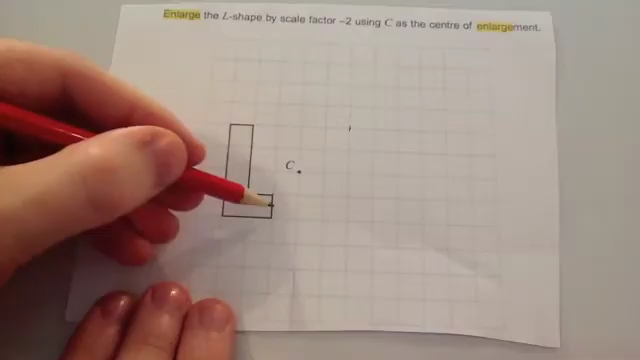 Enlarge the L-shape by scale factor –2 using C as the centre of enlargement.
C